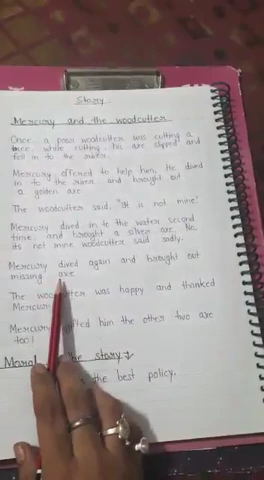 Story
Mercury and the woodcutter
Once a poor woodcutter was cutting a
tree, while cutting, his axe slipped and
fell in to the river.
Mercury offered to help him, He dived
in to the river and brought out
a golden axe
The woodcutter said, "It is not mine"
Mercury dived in to the water second
time, and brought a silver axe. No
its not mine woodcutter said sadly.
Mercury dived again and brought out
missing axe
The was happy and thanked
Mercury
Mercury him the other two axe
too!
the story
the best policy.